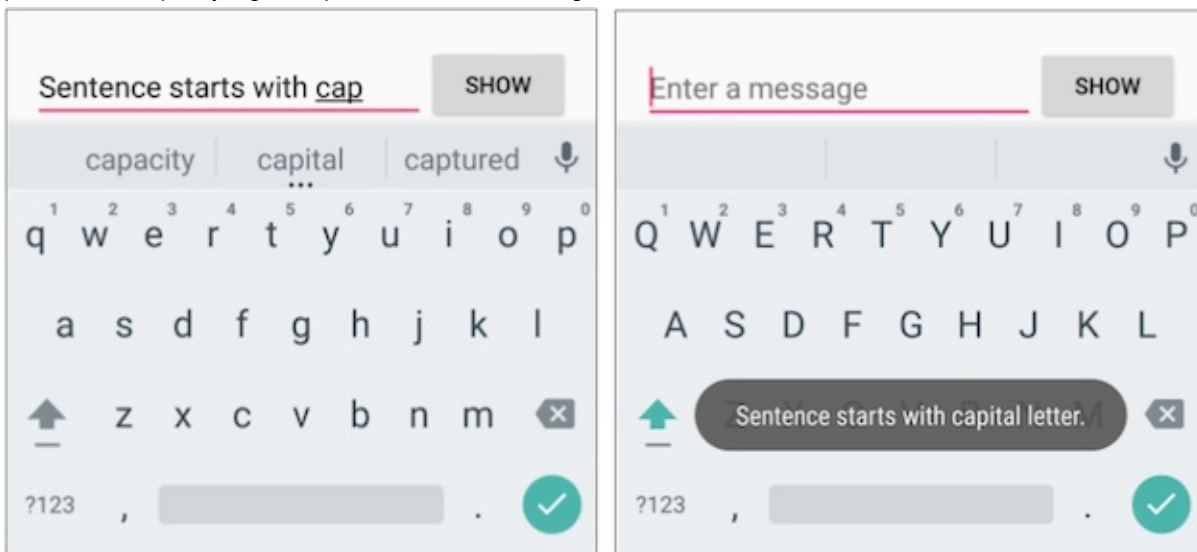 Sentence starts with cap SHOW
capacity capital captured
1 2 3 4 5 6 7 8 9 0
q w e r t y u i o p
a s d f g h j k l
z x c v b n m
?123 , .
Enter a message SHOW
1 2 3 4 5 6 7 8 9 0
Q W E R T Y U I O P
A S D F G H J K L
Sentence starts with capital letter.
?123 , .